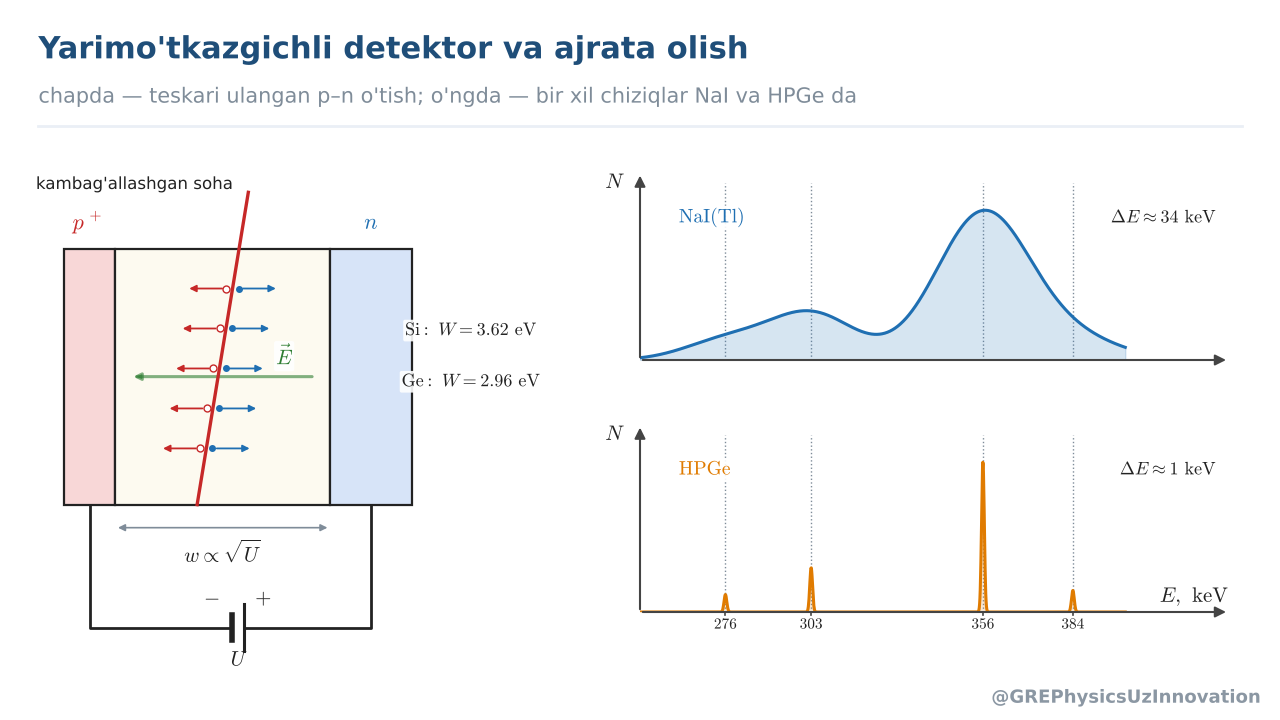 Yarimo'tkazgichli detektor va ajrata olish
chapda — teskari ulangan p–n o'tish; o'ngda — bir xil chiziqlar NaI va HPGe da
kambag'allashgan soha
p⁺
n
E⃗
Si : W = 3.62 eV
Ge : W = 2.96 eV
w ∝ √U
− +
U
N
NaI(Tl)
ΔE ≈ 34 keV
N
HPGe
ΔE ≈ 1 keV
E, keV
276 303 356 384
@GREPhysicsUzInnovation